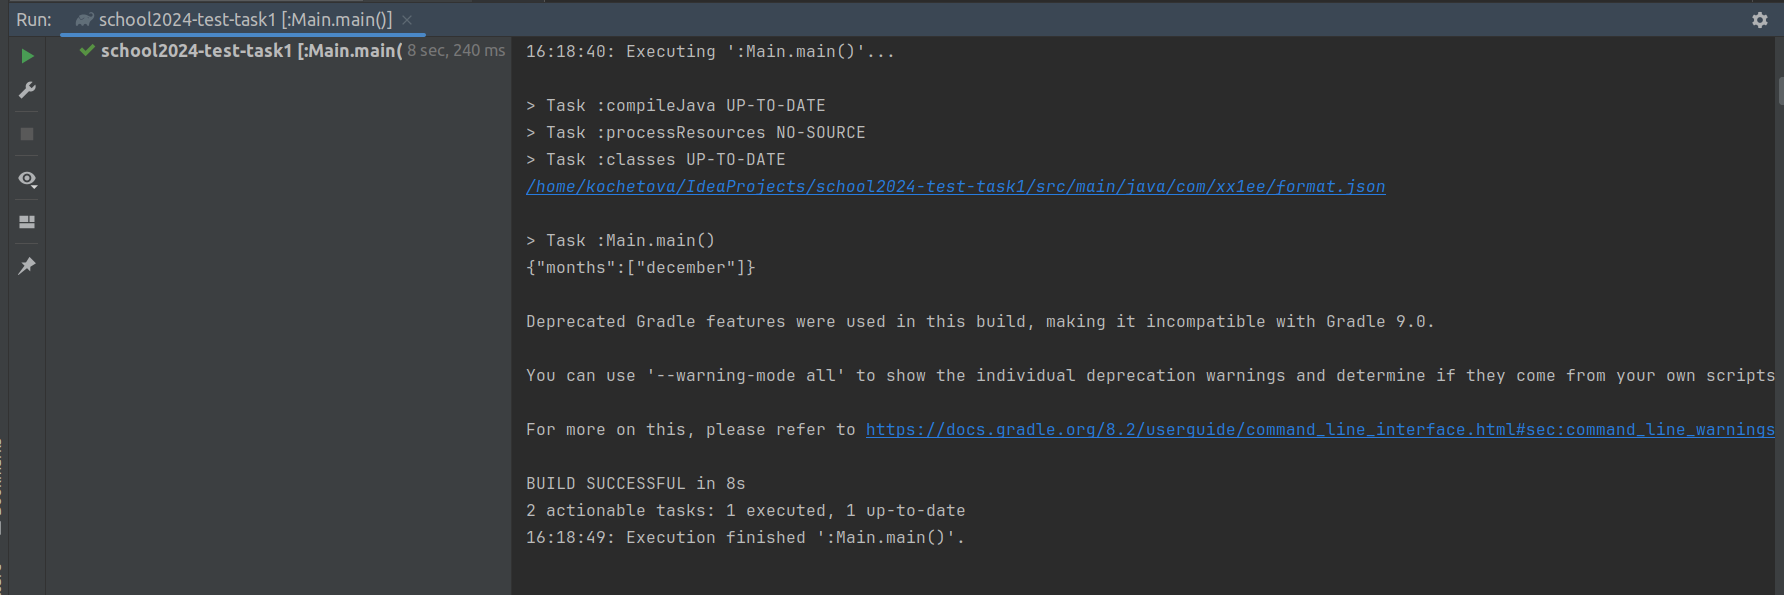 Run: school2024-test-task1 [:Main.main()]
school2024-test-task1 [:Main.main( 8 sec, 240 ms
16:18:40: Executing ':Main.main()'...
> Task :compileJava UP-TO-DATE
> Task :processResources NO-SOURCE
> Task :classes UP-TO-DATE
/home/kochetova/IdeaProjects/school2024-test-task1/src/main/java/com/xx1ee/format.json
> Task :Main.main()
{"months":["december"]}
Deprecated Gradle features were used in this build, making it incompatible with Gradle 9.0.
You can use '--warning-mode all' to show the individual deprecation warnings and determine if they come from your own scripts
For more on this, please refer to https://docs.gradle.org/8.2/userguide/command_line_interface.html#sec:command_line_warnings
BUILD SUCCESSFUL in 8s
2 actionable tasks: 1 executed, 1 up-to-date
16:18:49: Execution finished ':Main.main()'.